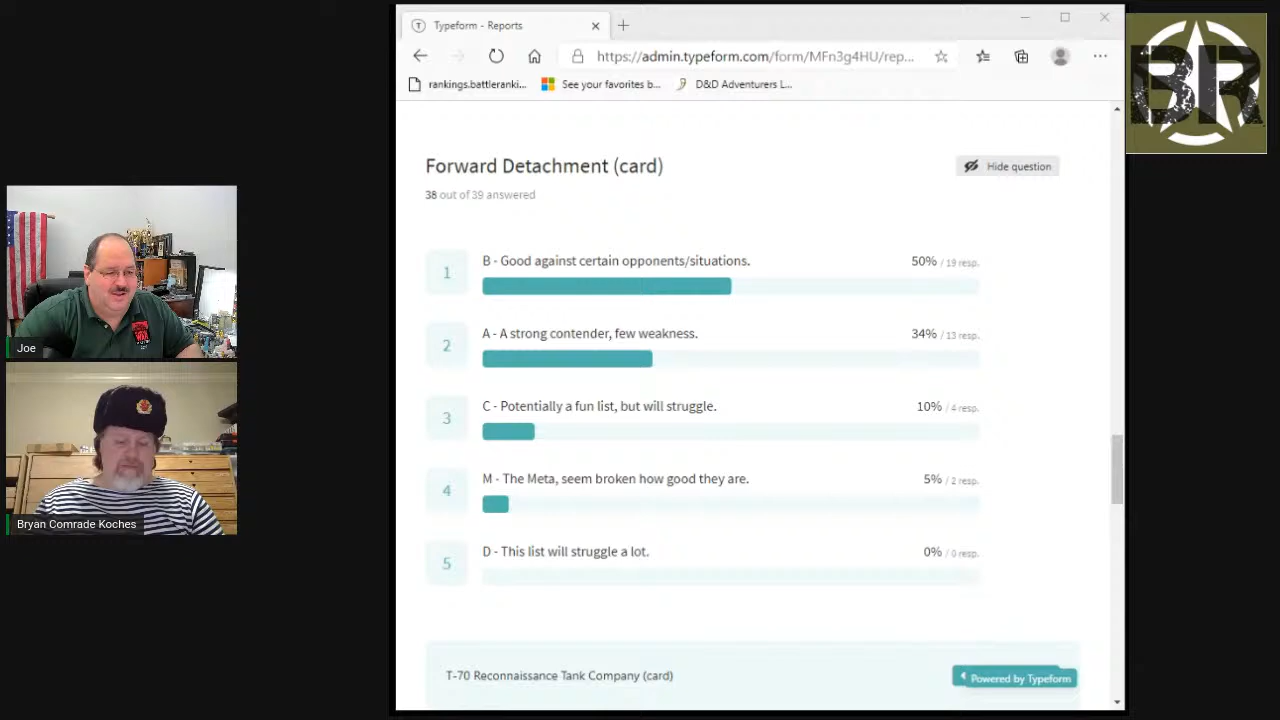 Typeform - Reports
https://admin.typeform.com/form/MFn3g4HU/rep...
rankings.battleranki...
See your favorites b...
D&D Adventurers L...
BR
Forward Detachment (card)
Hide question
38 out of 39 answered
1
B - Good against certain opponents/situations.
50% / 19 resp.
2
A - A strong contender, few weakness.
34% / 13 resp.
3
C - Potentially a fun list, but will struggle.
10% / 4 resp.
4
M - The Meta, seem broken how good they are.
5% / 2 resp.
5
D - This list will struggle a lot.
0% / 0 resp.
T-70 Reconnaissance Tank Company (card)
Powered by Typeform
Joe
Bryan Comrade Koches